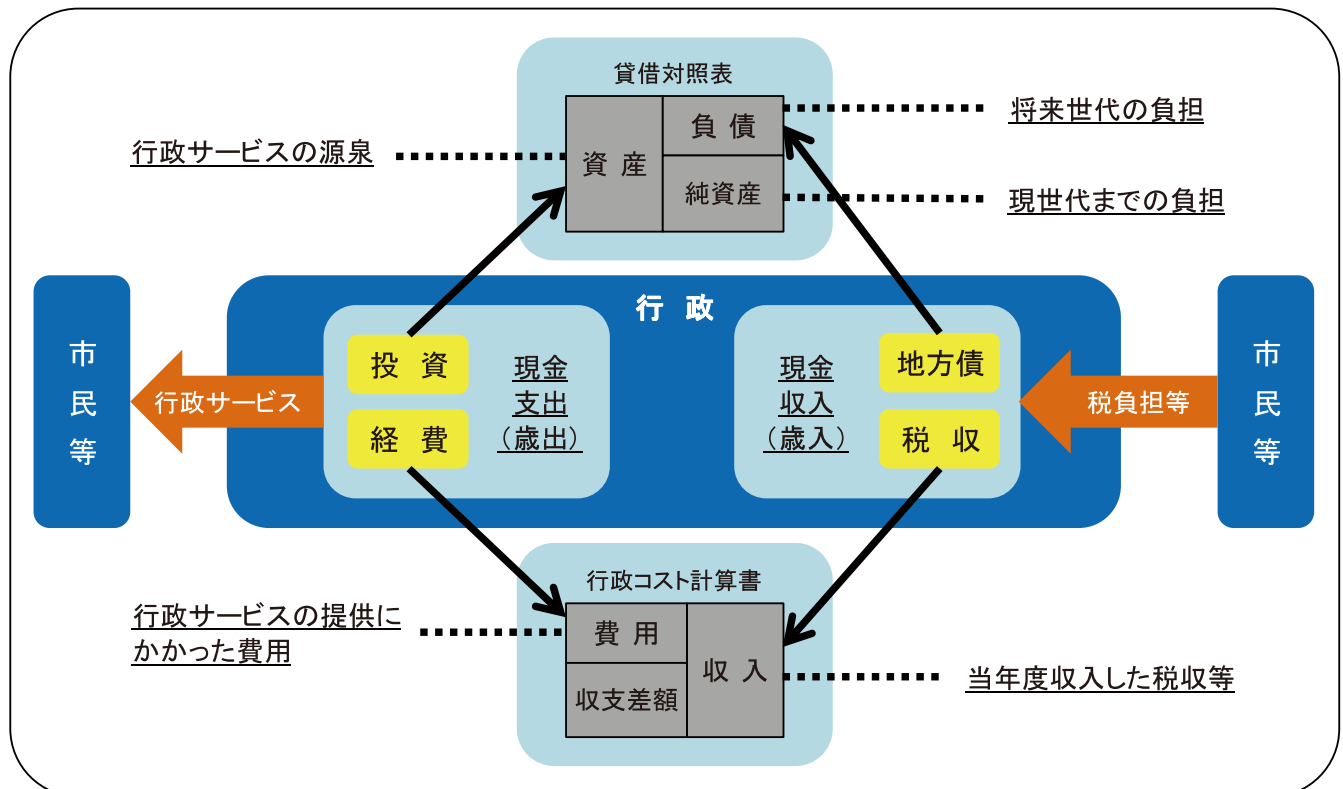 貸借対照表
資産
負債
純資産
行政サービスの源泉
将来世代の負担
現世代までの負担
行政
市民等
行政サービス
投資
経費
現金
支出
（歳出）
現金
収入
（歳入）
地方債
税収
税負担等
市民等
行政コスト計算書
費用
収支差額
収入
行政サービスの提供に
かかった費用
当年度収入した税収等